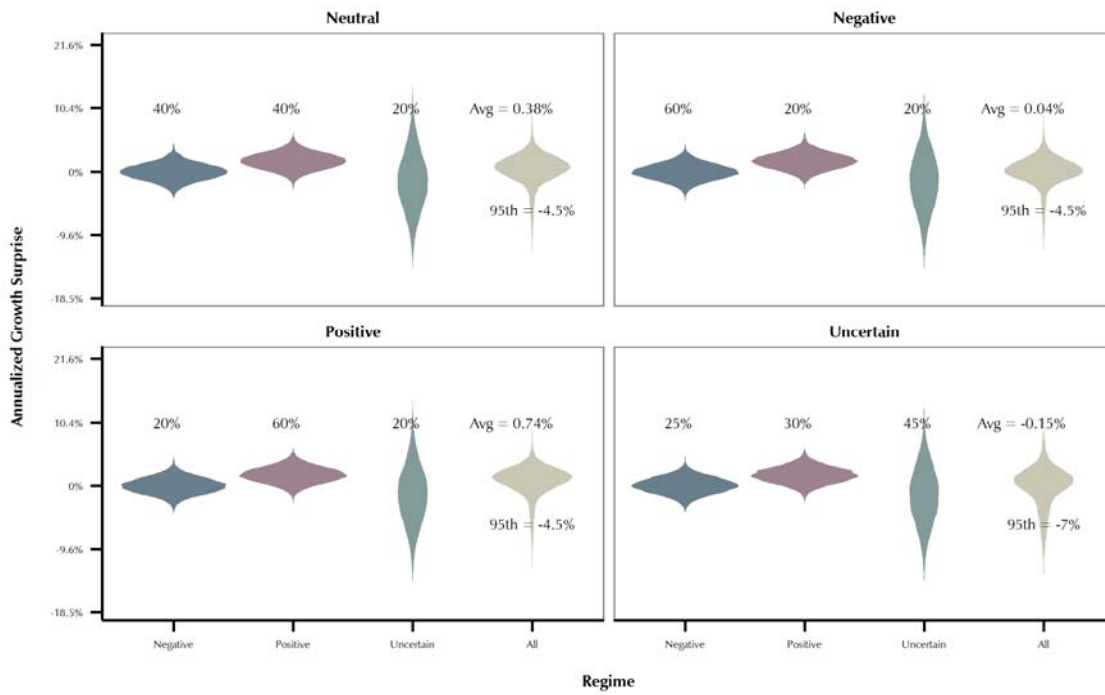 Neutral
Negative
21.6%
10.4%
0%
-9.6%
-18.5%
40%
40%
20%
Avg = 0.38%
95th = -4.5%
60%
20%
20%
Avg = 0.04%
95th = -4.5%
Annualized Growth Surprise
Positive
Uncertain
21.6%
10.4%
0%
-9.6%
-18.5%
20%
60%
20%
Avg = 0.74%
95th = -4.5%
25%
30%
45%
Avg = -0.15%
95th = -7%
Negative
Positive
Uncertain
All
Negative
Positive
Uncertain
All
Regime